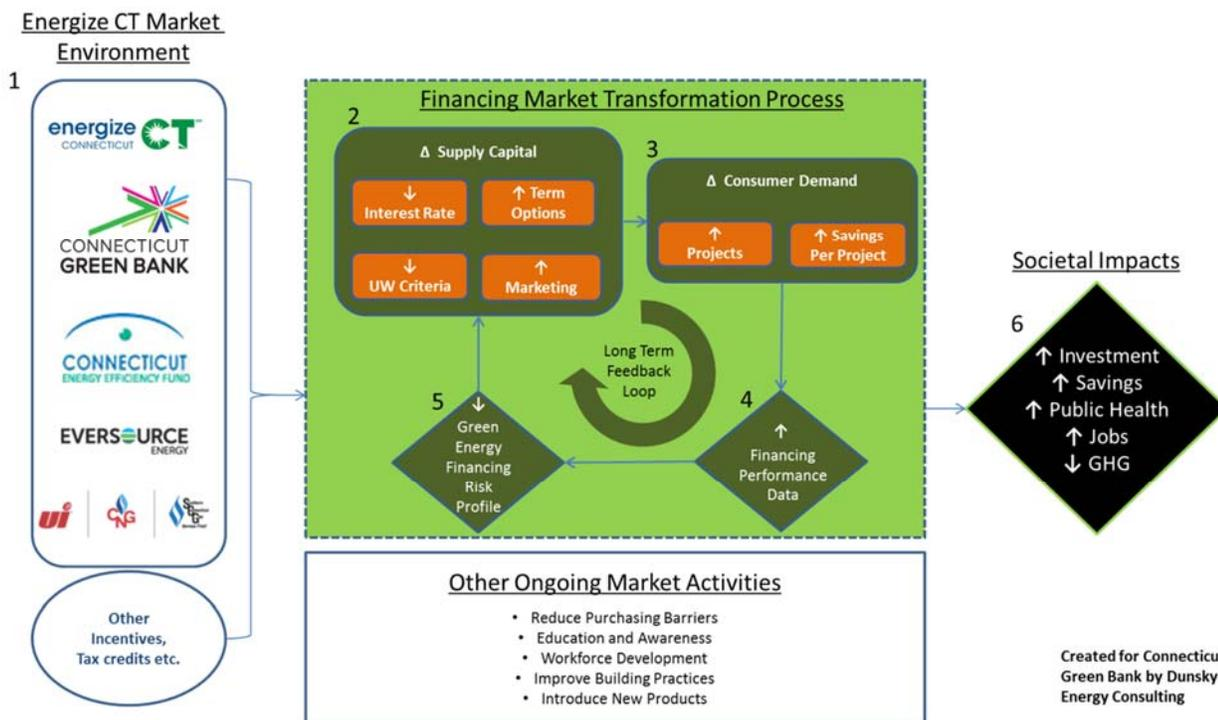 Energize CT Market
Environment
1
energize CT
CONNECTICUT
CONNECTICUT
GREEN BANK
CONNECTICUT
ENERGY EFFICIENCY FUND
EVERSOURCE
ENERGY
ui
CNG
Other
Incentives,
Tax credits etc.
Financing Market Transformation Process
2
Δ Supply Capital
↓
Interest Rate
↑ Term
Options
↓
UW Criteria
↑
Marketing
3
Δ Consumer Demand
↑
Projects
↑ Savings
Per Project
Long Term
Feedback
Loop
4
↑
Financing
Performance
Data
5
↓
Green
Energy
Financing
Risk
Profile
Other Ongoing Market Activities
• Reduce Purchasing Barriers
• Education and Awareness
• Workforce Development
• Improve Building Practices
• Introduce New Products
Societal Impacts
6
↑ Investment
↑ Savings
↑ Public Health
↑ Jobs
↓ GHG
Created for Connecticu
Green Bank by Dunsky
Energy Consulting